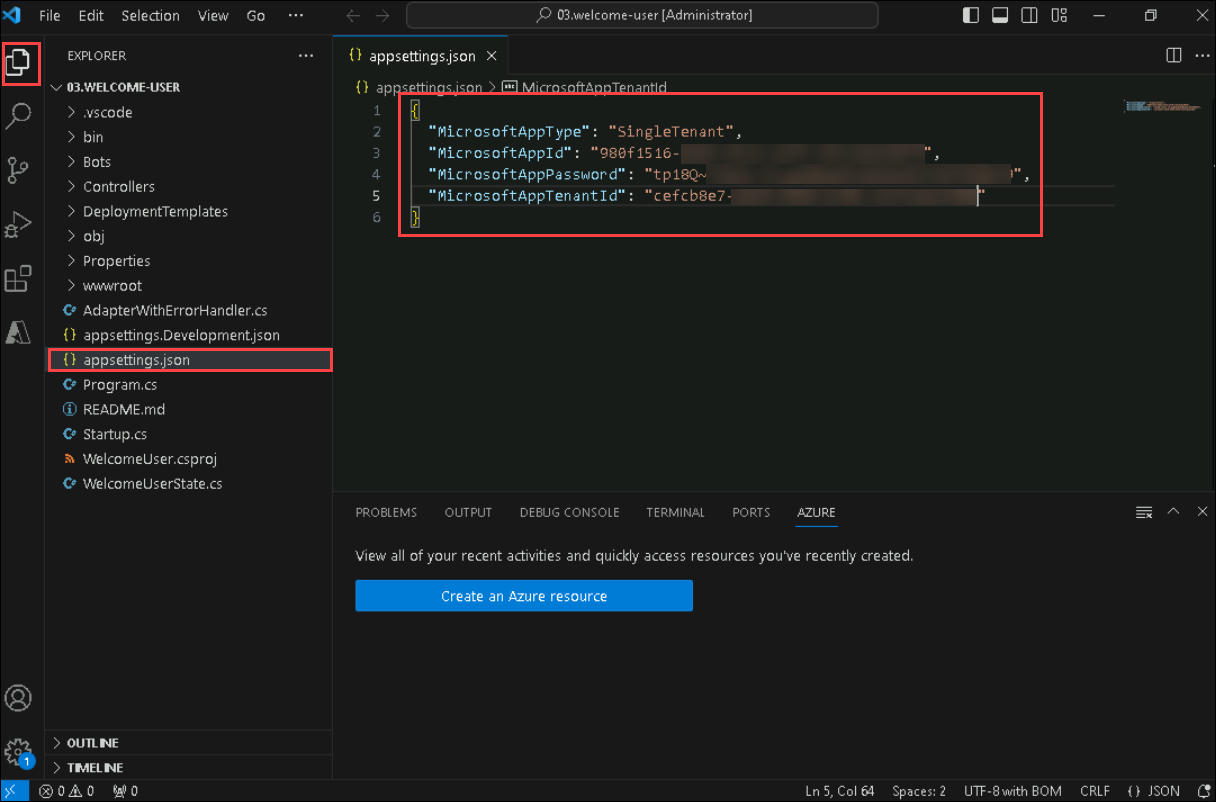 File Edit Selection View Go ··· 03.welcome-user [Administrator]
EXPLORER ···
03.WELCOME-USER
.vscode
bin
Bots
Controllers
DeploymentTemplates
obj
Properties
wwwroot
AdapterWithErrorHandler.cs
{} appsettings.Development.json
{} appsettings.json
Program.cs
README.md
Startup.cs
WelcomeUser.csproj
WelcomeUserState.cs
OUTLINE
TIMELINE
{} appsettings.json
{} appsettings.json > abc MicrosoftAppTenantId
1 {
2 "MicrosoftAppType": "SingleTenant",
3 "MicrosoftAppId": "980f1516-",
4 "MicrosoftAppPassword": "tp18Q~",
5 "MicrosoftAppTenantId": "cefcb8e7-"
6 }
PROBLEMS OUTPUT DEBUG CONSOLE TERMINAL PORTS AZURE
View all of your recent activities and quickly access resources you've recently created.
Create an Azure resource
1
0 0 0 Ln 5, Col 64 Spaces: 2 UTF-8 with BOM CRLF {} JSON